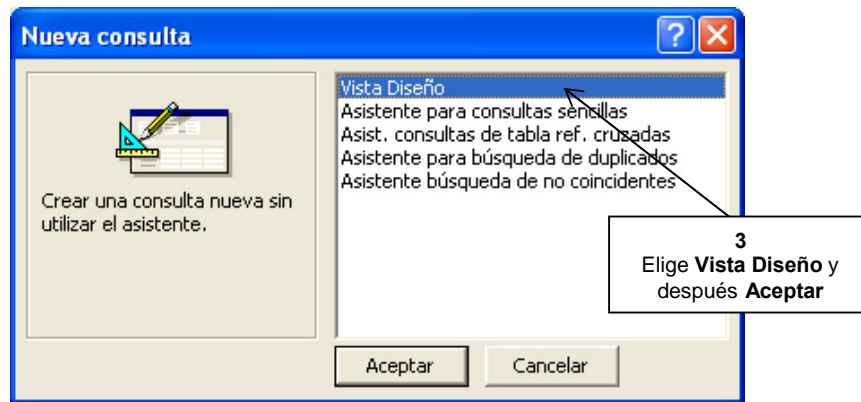 Nueva consulta
Vista Diseño
Asistente para consultas sencillas
Asist. consultas de tabla ref. cruzadas
Asistente para búsqueda de duplicados
Asistente búsqueda de no coincidentes
Crear una consulta nueva sin
utilizar el asistente.
3
Elige Vista Diseño y
después Aceptar
Aceptar
Cancelar